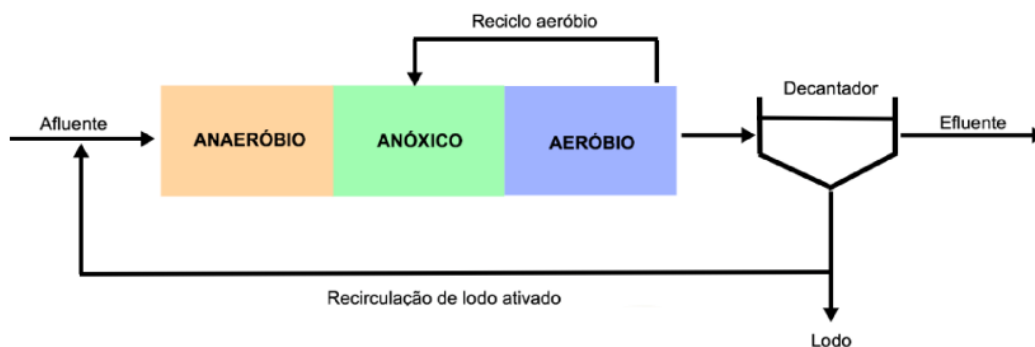 Reciclo aeróbio
Decantador
Afluente
Efluente
ANAERÓBIO
ANÓXICO
AERÓBIO
Recirculação de lodo ativado
Lodo